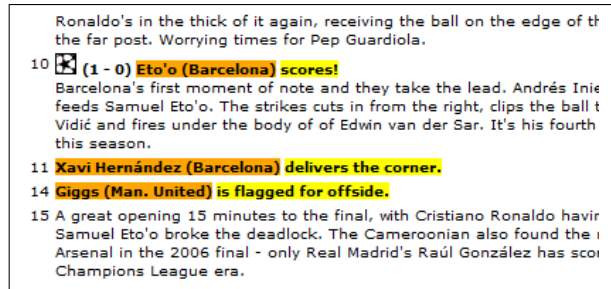 Ronaldo's in the thick of it again, receiving the ball on the edge of
the far post. Worrying times for Pep Guardiola.
10 (1 - 0) Eto'o (Barcelona) scores!
Barcelona's first moment of note and they take the lead. Andrés
feeds Samuel Eto'o. The strikes cuts in from the right, clips the ball
Vidić and fires under the body of of Edwin van der Sar. It's his fourth
this season.
11 Xavi Hernández (Barcelona) delivers the corner.
14 Giggs (Man. United) is flagged for offside.
15 A great opening 15 minutes to the final, with Cristiano Ronaldo
Samuel Eto'o broke the deadlock. The Cameroonian also found the
Arsenal in the 2006 final - only Real Madrid's Raúl González has
Champions League era.